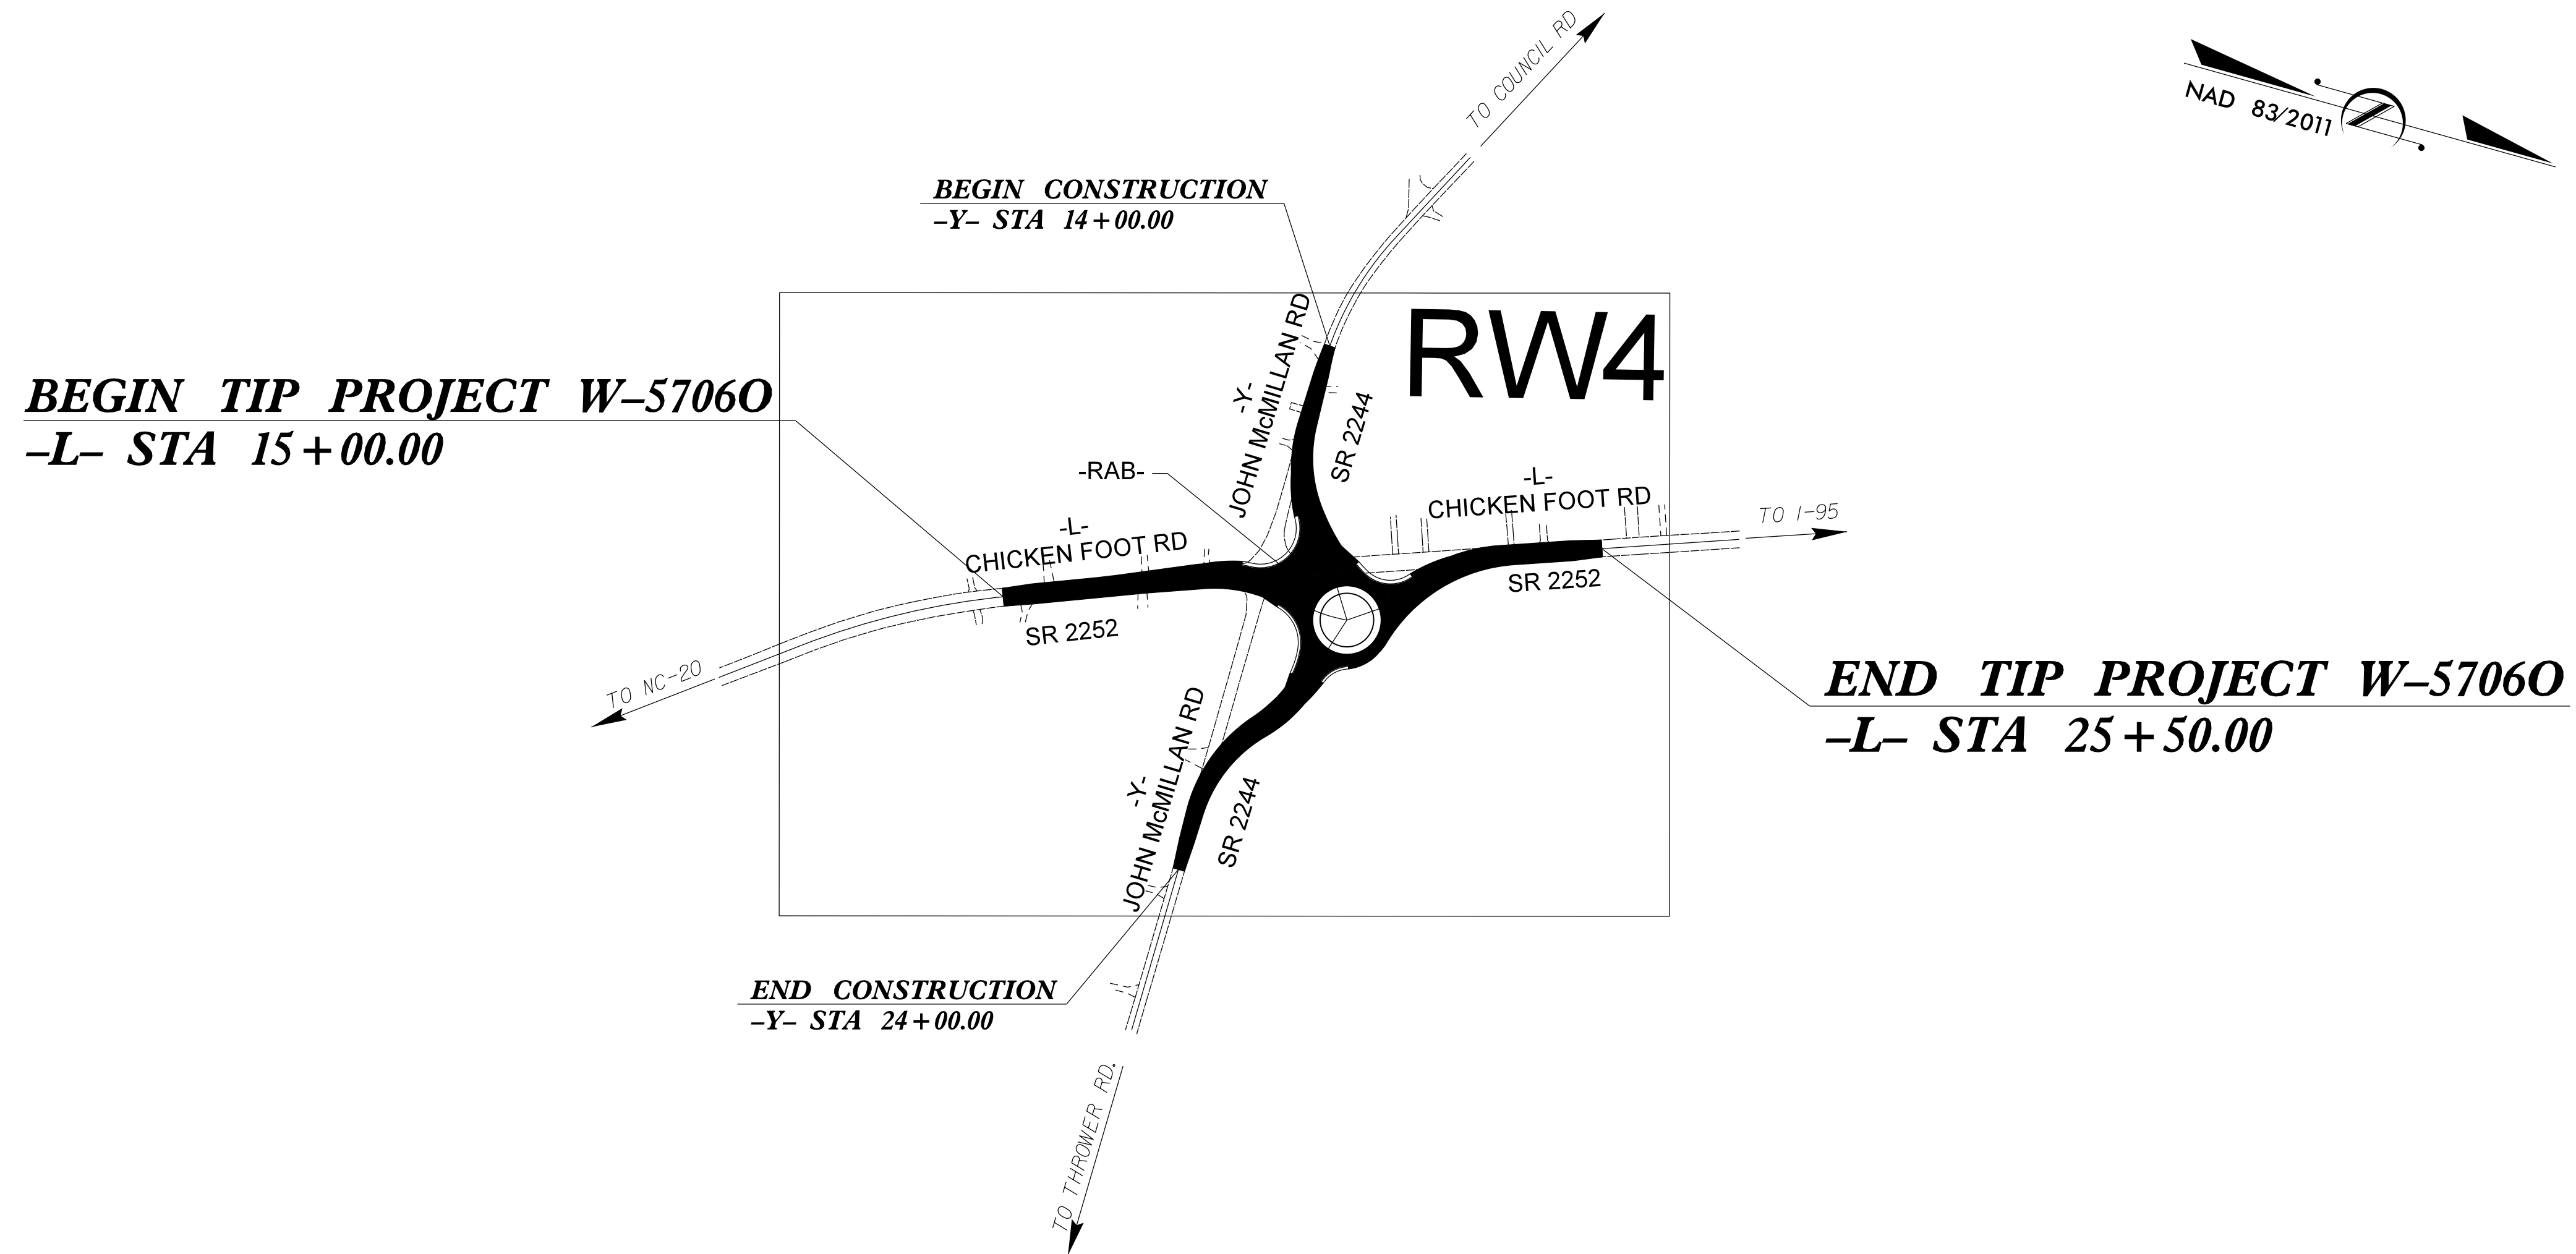 TO COUNCIL RD
NAD 83/2011
BEGIN CONSTRUCTION
–Y– STA 14+00.00
RW4
BEGIN TIP PROJECT W–5706O
–L– STA 15+00.00
-Y-
JOHN McMILLAN RD
SR 2244
-RAB-
-L-
CHICKEN FOOT RD
TO I-95
-L-
CHICKEN FOOT RD
SR 2252
SR 2252
TO NC-20
END TIP PROJECT W–5706O
–L– STA 25+50.00
-Y-
JOHN McMILLAN RD
SR 2244
END CONSTRUCTION
–Y– STA 24+00.00
TO THROWER RD.